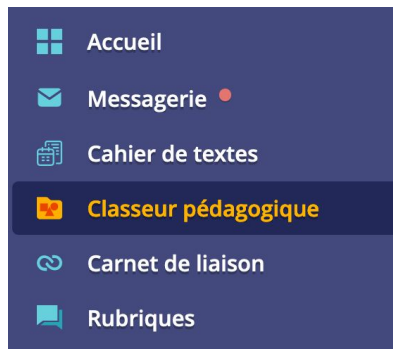 Accueil
Messagerie
Cahier de textes
Classeur pédagogique
Carnet de liaison
Rubriques